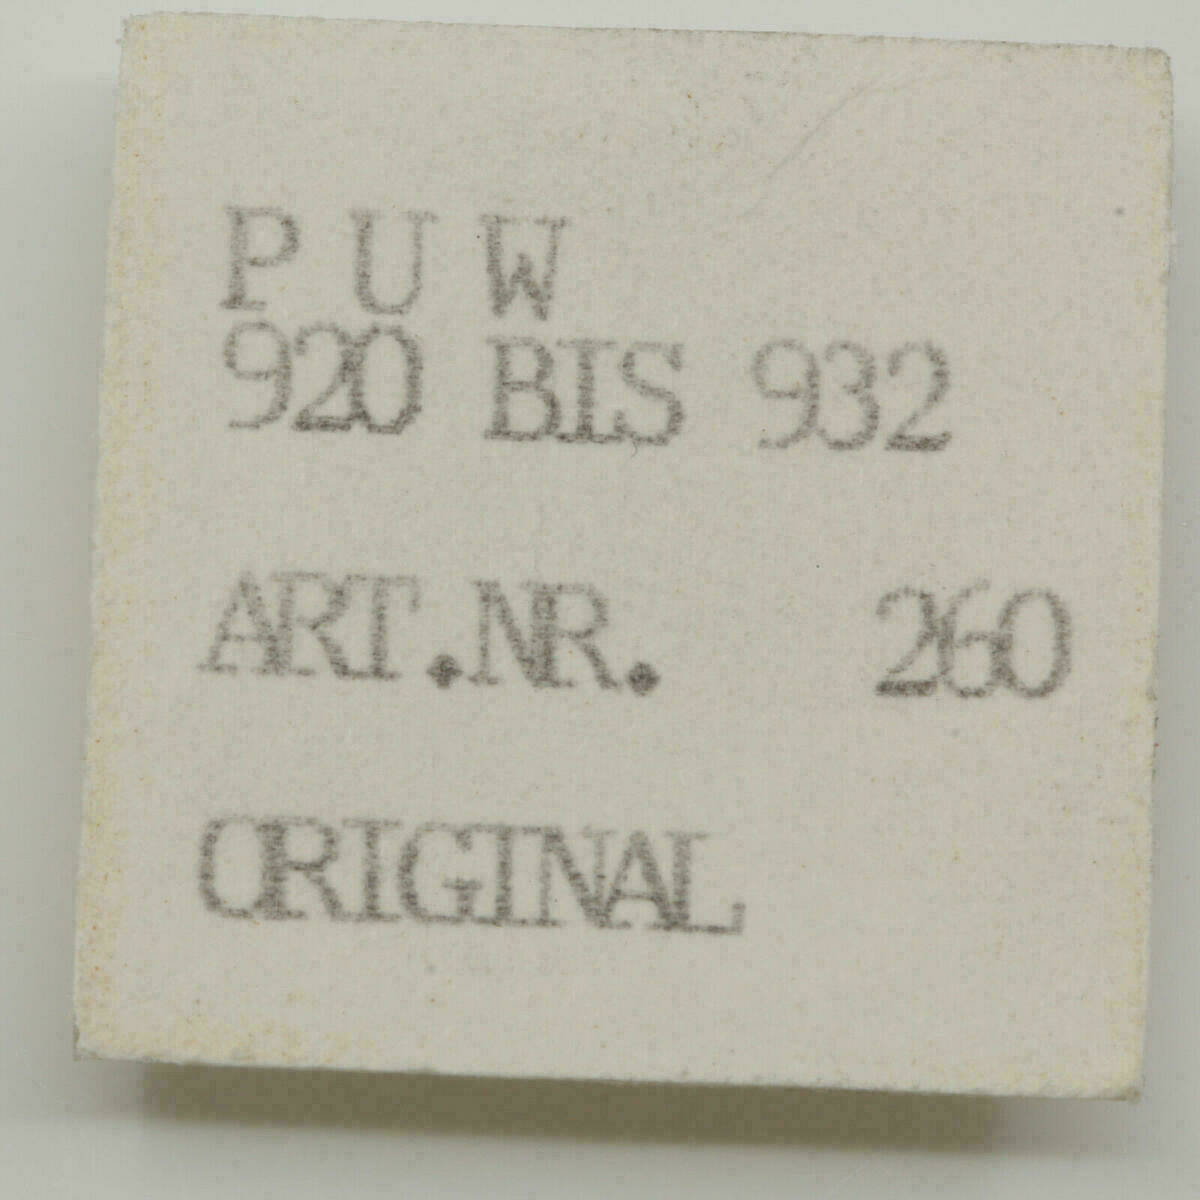 P U W
920 BIS 932
ART.NR. 260
ORIGINAL